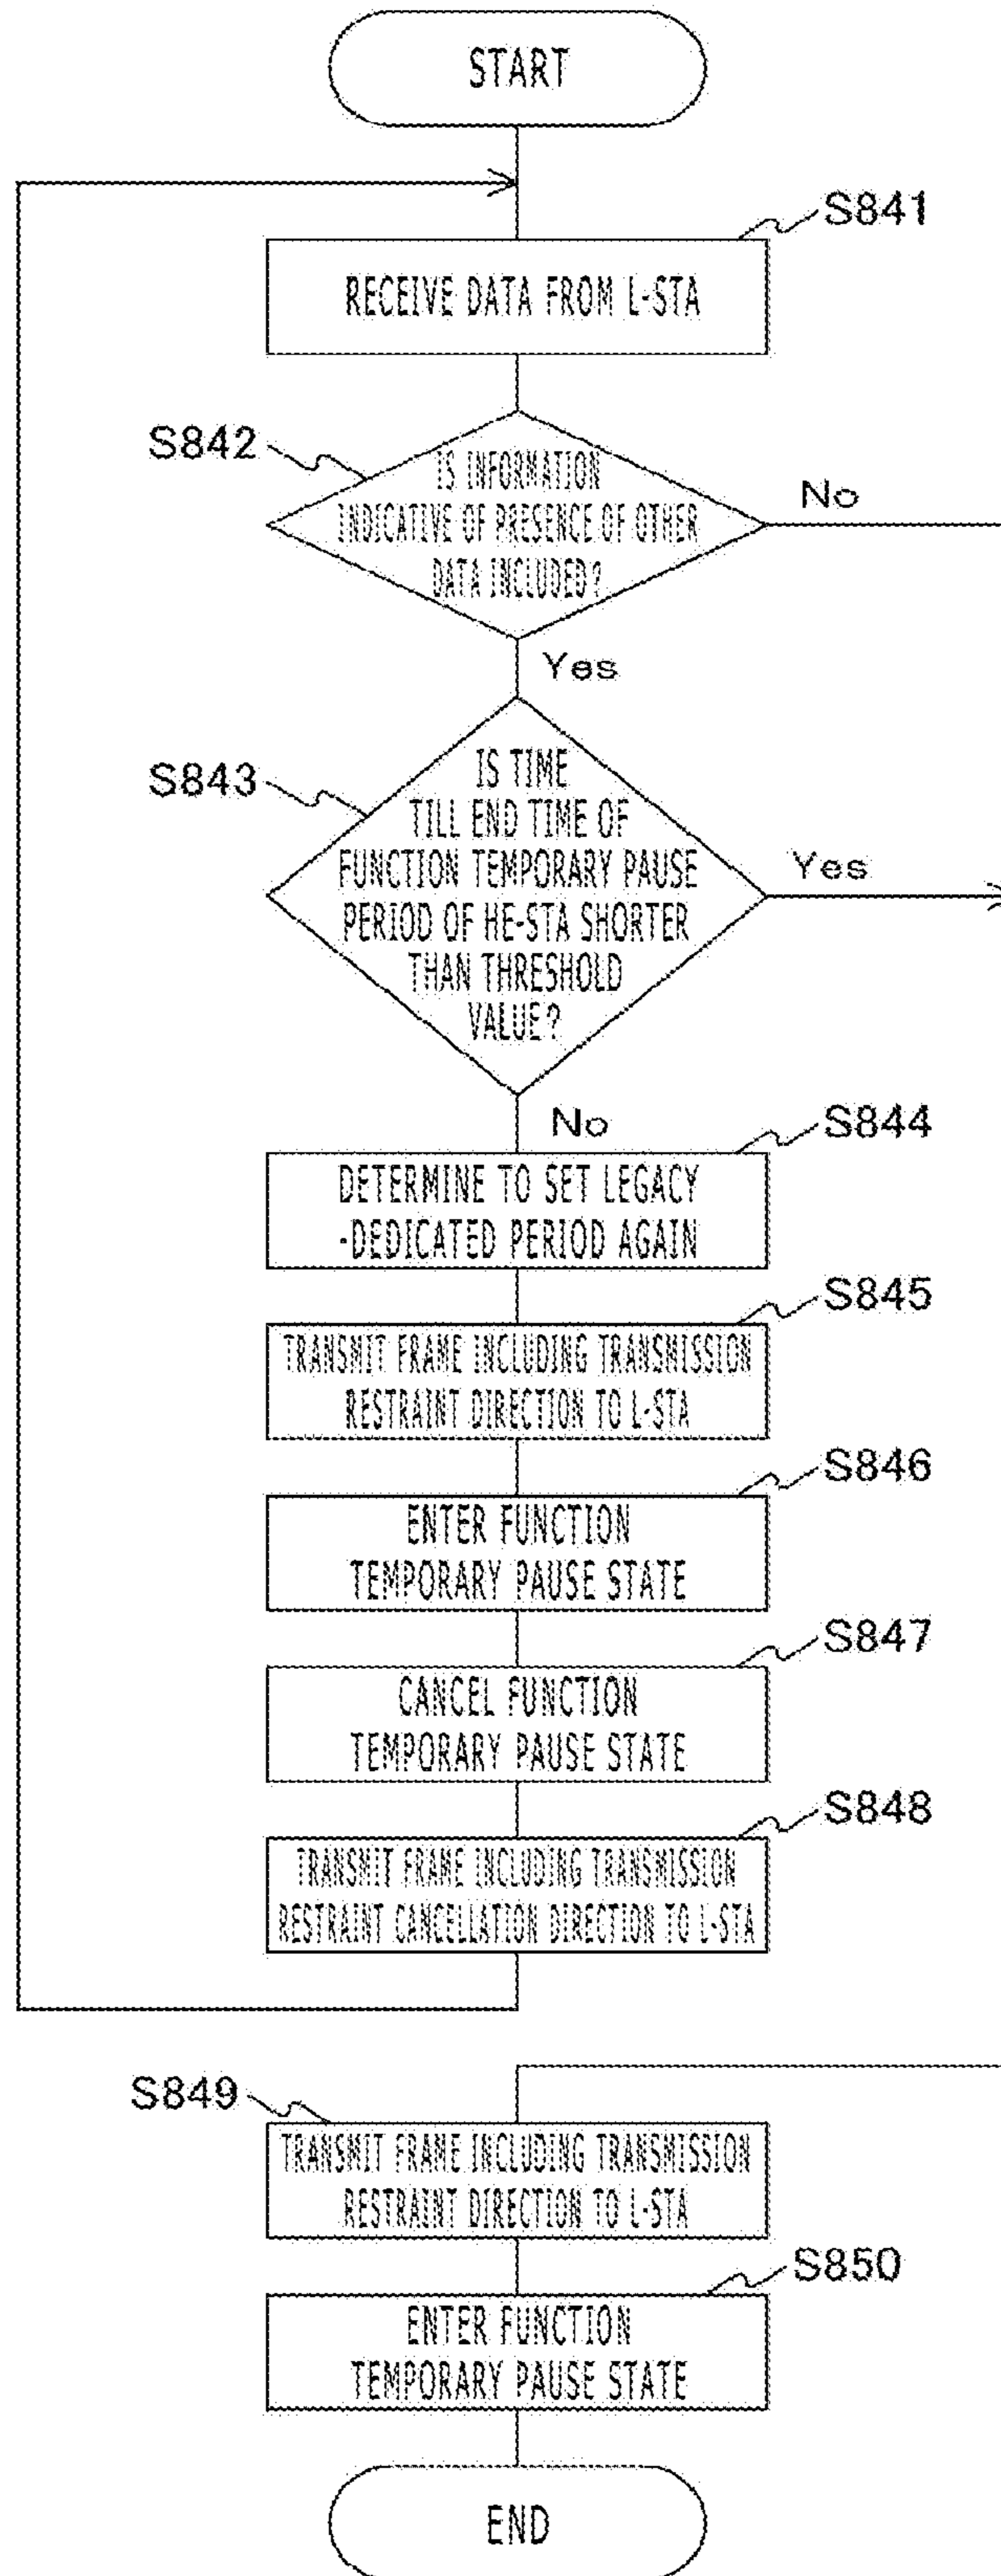 START
S841
RECEIVE DATA FROM L-STA
S842
IS INFORMATION
INDICATIVE OF PRESENCE OF OTHER
DATA INCLUDED?
No
Yes
S843
IS TIME
TILL END TIME OF
FUNCTION TEMPORARY PAUSE
PERIOD OF HE-STA SHORTER
THAN THRESHOLD
VALUE?
Yes
No
S844
DETERMINE TO SET LEGACY
-DEDICATED PERIOD AGAIN
S845
TRANSMIT FRAME INCLUDING TRANSMISSION
RESTRAINT DIRECTION TO L-STA
S846
ENTER FUNCTION
TEMPORARY PAUSE STATE
S847
CANCEL FUNCTION
TEMPORARY PAUSE STATE
S848
TRANSMIT FRAME INCLUDING TRANSMISSION
RESTRAINT CANCELLATION DIRECTION TO L-STA
S849
TRANSMIT FRAME INCLUDING TRANSMISSION
RESTRAINT DIRECTION TO L-STA
S850
ENTER FUNCTION
TEMPORARY PAUSE STATE
END